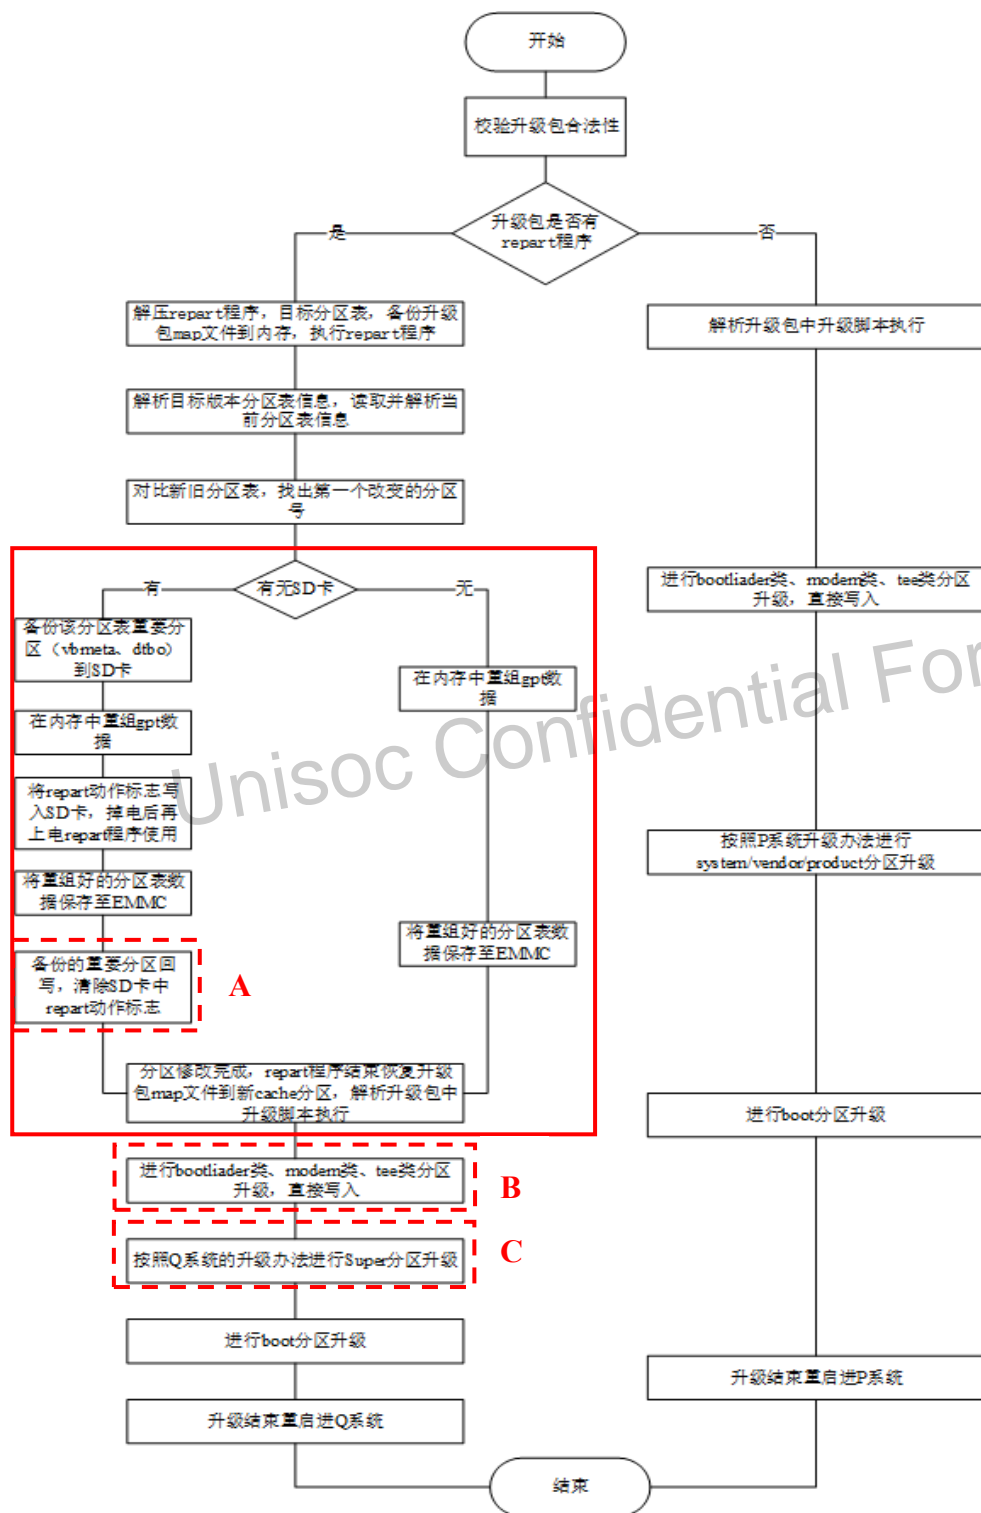 开始
校验升级包合法性
升级包是否有
repart程序
是
否
解压repart程序，目标分区表，备份升级
包map文件到内存，执行repart程序
解析升级包中升级脚本执行
解析目标版本分区表信息，读取并解析当
前分区表信息
对比新旧分区表，找出第一个改变的分区
号
有无SD卡
有
无
备份该分区表重要分
区（vbmeta、dtbo）
到SD卡
在内存中重组gpt数
据
将repart动作标志写
入SD卡，掉电后再
上电repart程序使用
将重组好的分区表数
据保存至EMMC
备份的重要分区回
写，清除SD卡中
repart动作标志
A
在内存中重组gpt数
据
将重组好的分区表数
据保存至EMMC
分区修改完成，repart程序结束恢复升级
包map文件到新cache分区，解析升级包中
升级脚本执行
进行bootliader类、modem类、tee类分区
升级，直接写入
B
按照Q系统的升级办法进行Super分区升级
C
进行boot分区升级
升级结束重启进Q系统
进行bootliader类、modem类、tee类分区
升级，直接写入
按照P系统升级办法进行
system/vendor/product分区升级
进行boot分区升级
升级结束重启进P系统
结束
Unisoc Confidential For